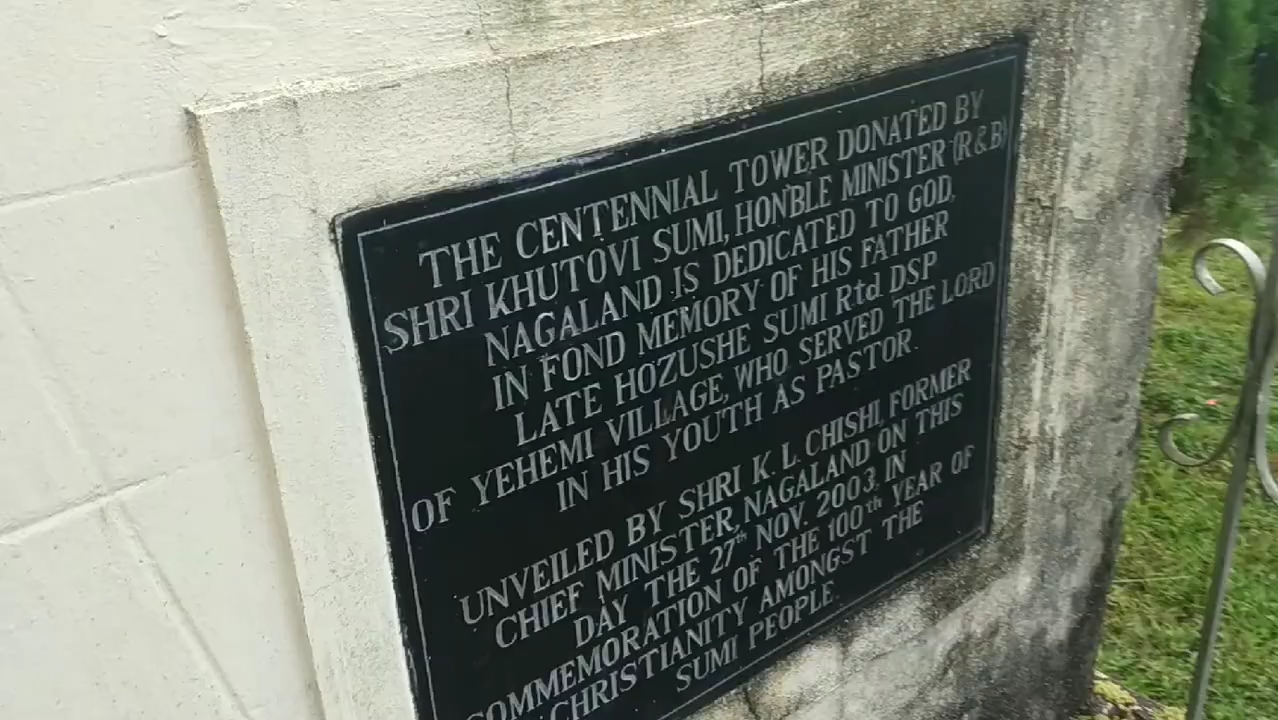 THE CENTENNIAL TOWER DONATED BY
SHRI KHUTOVI SUMI, HONBLE MINISTER (R&B)
NAGALAND IS DEDICATED TO GOD,
IN FOND MEMORY OF HIS FATHER
LATE HOZUSHE SUMI Rtd. DSP
OF YEHEMI VILLAGE, WHO SERVED THE LORD
IN HIS YOUTH AS PASTOR.
UNVEILED BY SHRI K. L. CHISHI, FORMER
CHIEF MINISTER, NAGALAND ON THIS
DAY THE 27th NOV. 2003, IN
COMMEMORATION OF THE 100th YEAR OF
CHRISTIANITY AMONGST THE
SUMI PEOPLE.